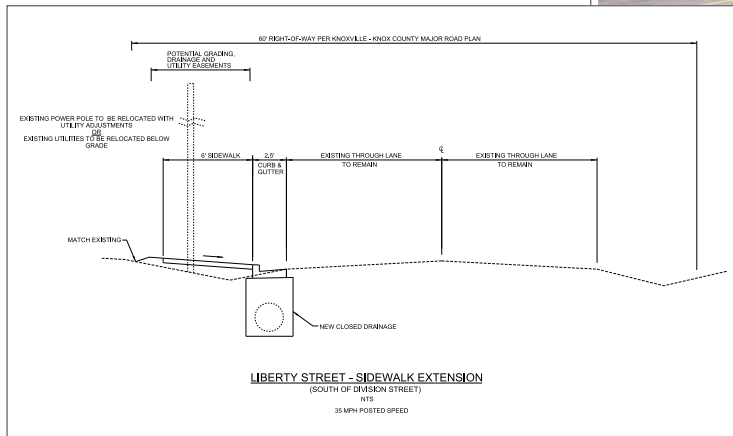 60' RIGHT-OF-WAY PER KNOXVILLE - KNOX COUNTY MAJOR ROAD PLAN
POTENTIAL GRADING,
DRAINAGE AND
UTILITY EASEMENTS
EXISTING POWER POLE TO BE RELOCATED WITH
UTILITY ADJUSTMENTS
OR
EXISTING UTILITIES TO BE RELOCATED BELOW
GRADE
6' SIDEWALK
2.5'
CURB &
GUTTER
EXISTING THROUGH LANE
TO REMAIN
℄
EXISTING THROUGH LANE
TO REMAIN
MATCH EXISTING
NEW CLOSED DRAINAGE
LIBERTY STREET - SIDEWALK EXTENSION
(SOUTH OF DIVISION STREET)
NTS
35 MPH POSTED SPEED